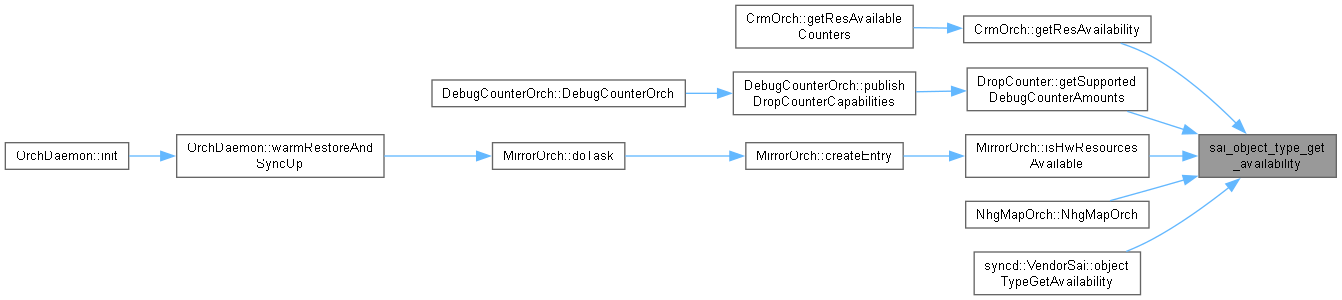 CrmOrch::getResAvailable
Counters
CrmOrch::getResAvailability
DebugCounterOrch::DebugCounterOrch
DebugCounterOrch::publish
DropCounterCapabilities
DropCounter::getSupported
DebugCounterAmounts
OrchDaemon::init
OrchDaemon::warmRestoreAnd
SyncUp
MirrorOrch::doTask
MirrorOrch::createEntry
MirrorOrch::isHwResources
Available
sai_object_type_get
_availability
NhgMapOrch::NhgMapOrch
syncd::VendorSai::object
TypeGetAvailability